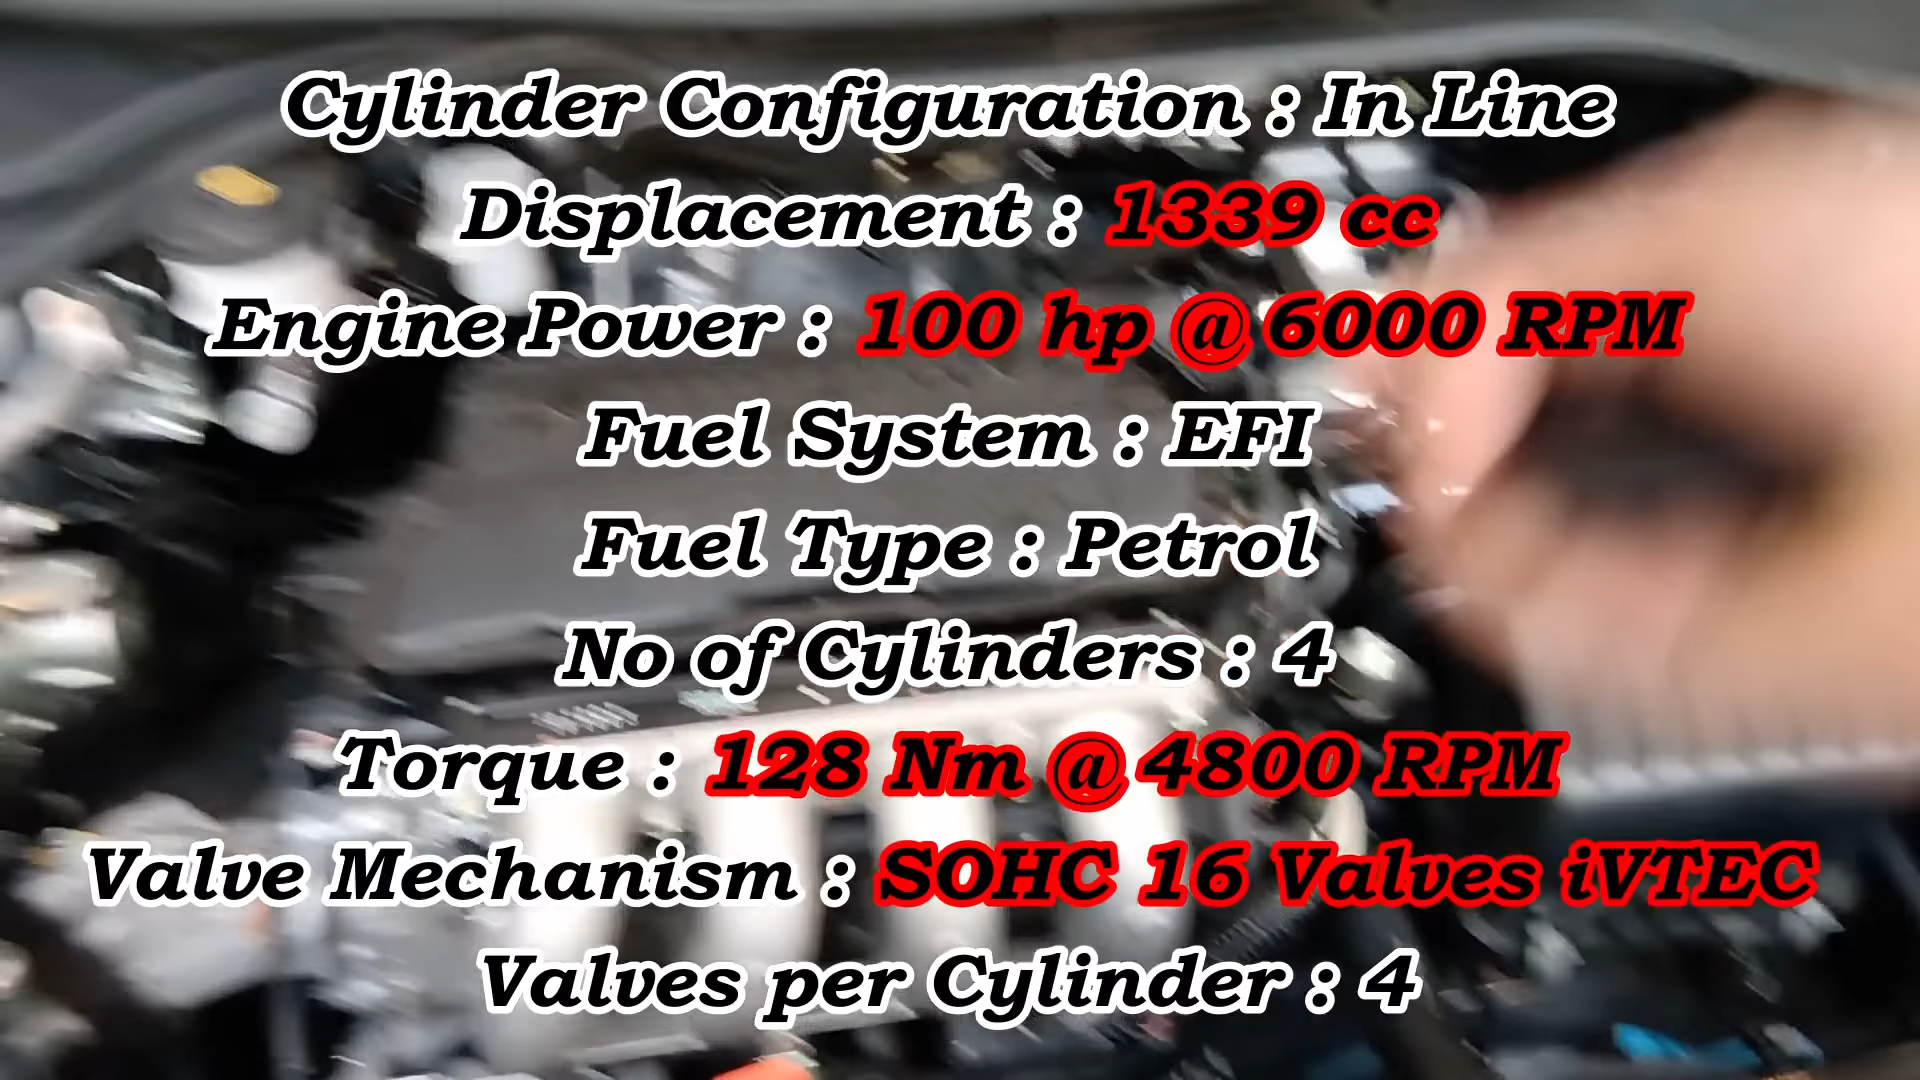 Cylinder Configuration : In Line
Displacement : 1339 cc
Engine Power : 100 hp @ 6000 RPM
Fuel System : EFI
Fuel Type : Petrol
No of Cylinders : 4
Torque : 128 Nm @ 4800 RPM
Valve Mechanism : SOHC 16 Valves iVTEC
Valves per Cylinder : 4